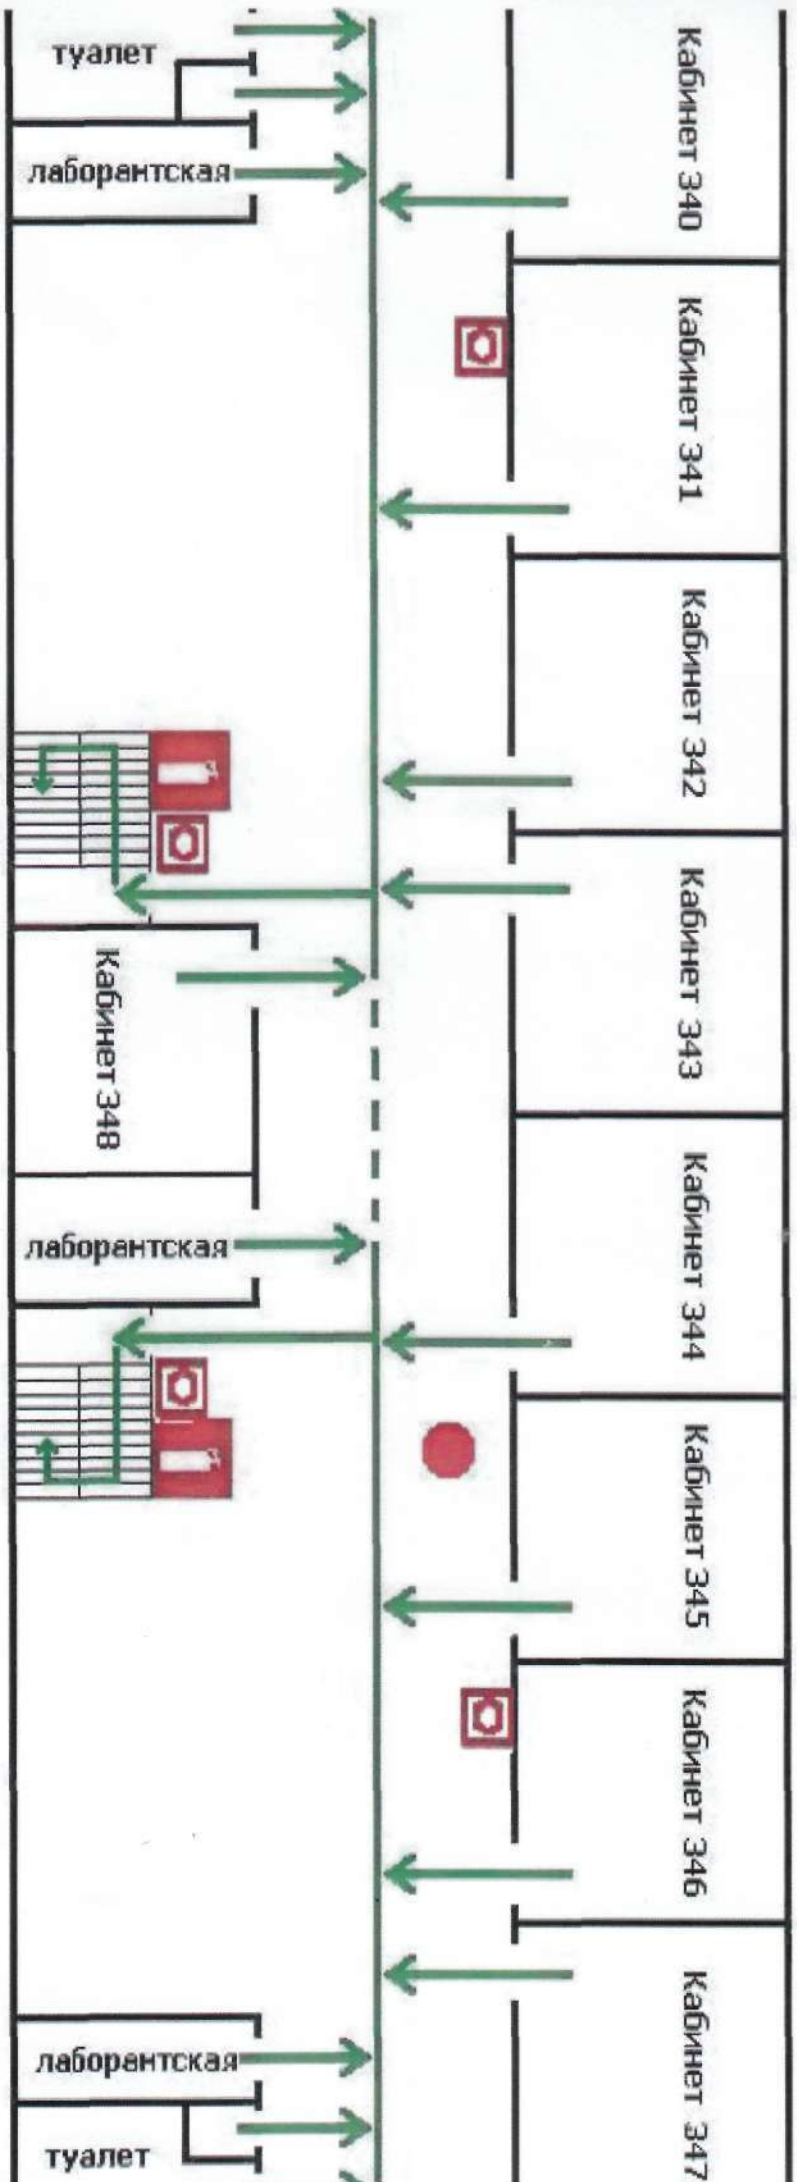 туалет
Кабинет 340
лаборантская
Кабинет 341
Кабинет 342
Кабинет 343
Кабинет 348
Кабинет 344
лаборантская
Кабинет 345
Кабинет 346
Кабинет 347
лаборантская
туалет